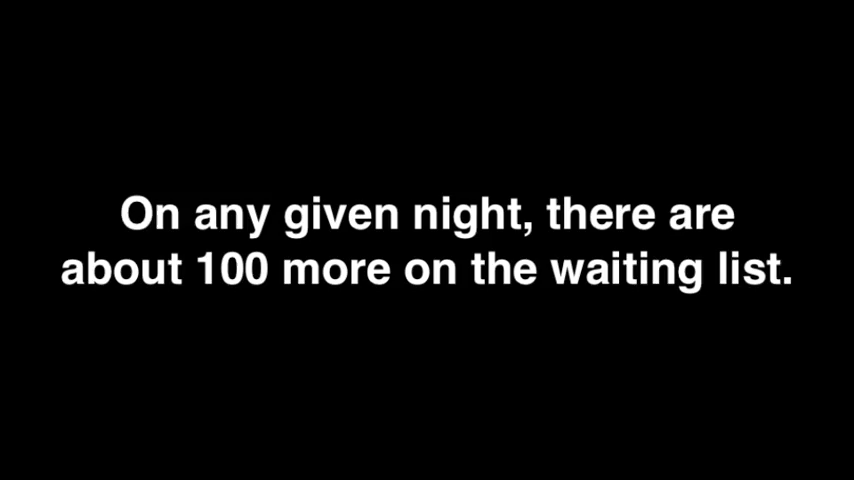 On any given night, there are
about 100 more on the waiting list.